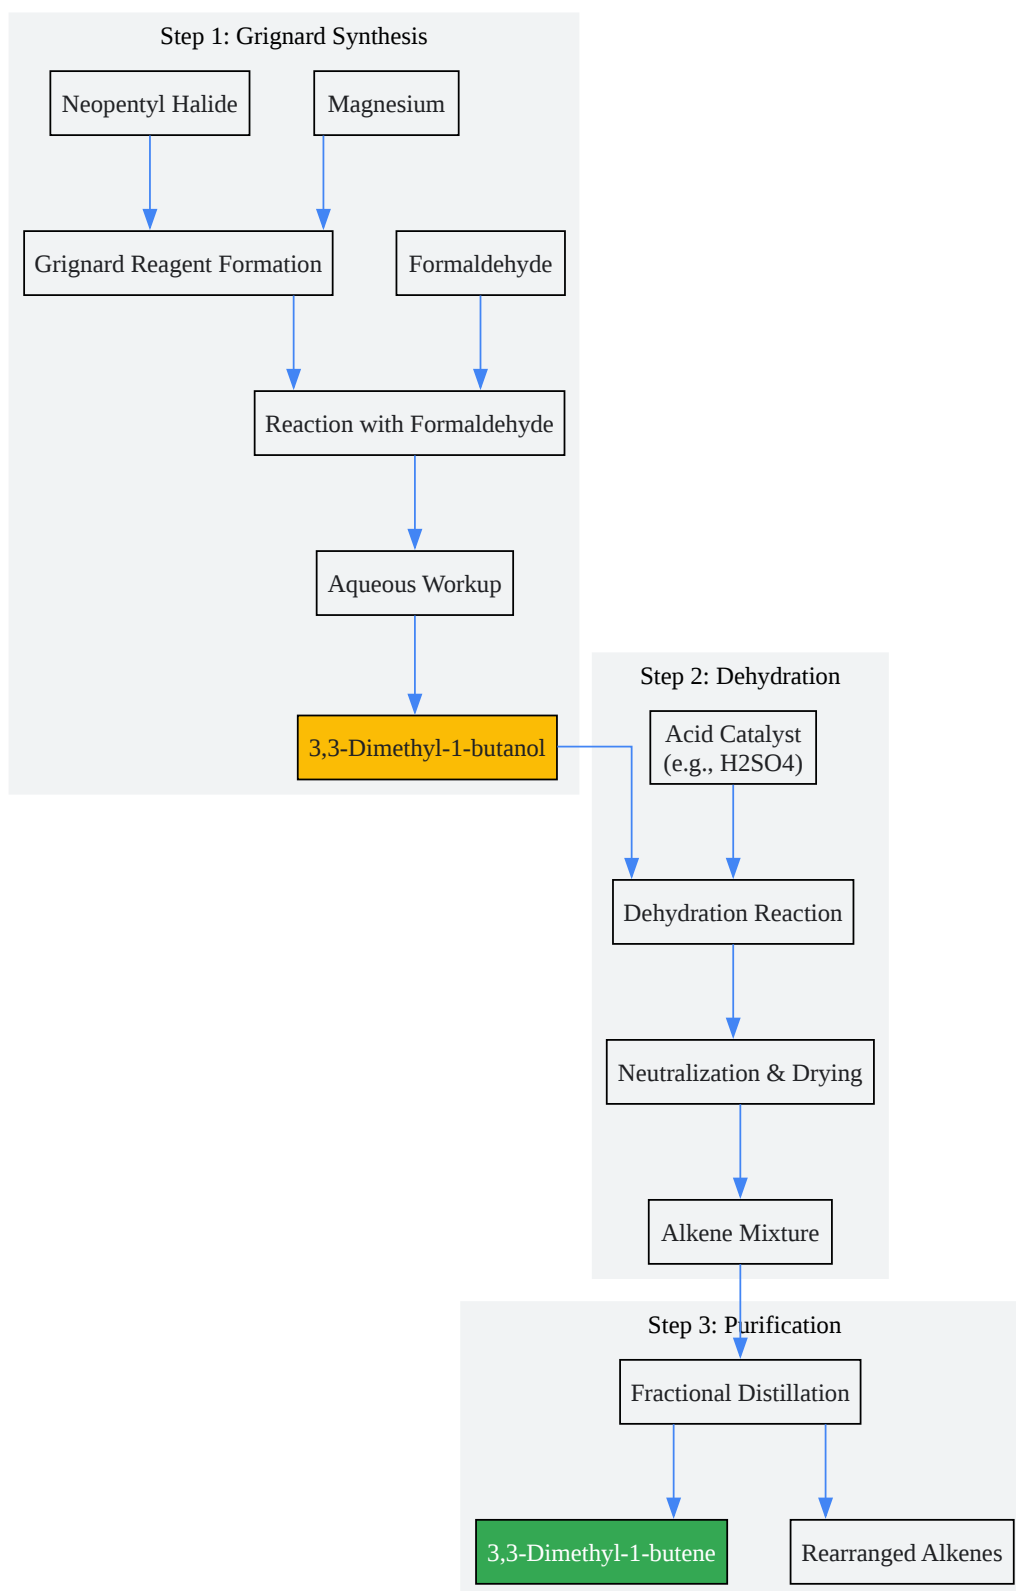 Step 1: Grignard Synthesis
Neopentyl Halide
Magnesium
Grignard Reagent Formation
Formaldehyde
Reaction with Formaldehyde
Aqueous Workup
3,3-Dimethyl-1-butanol
Step 2: Dehydration
Acid Catalyst
(e.g., H2SO4)
Dehydration Reaction
Neutralization & Drying
Alkene Mixture
Step 3: Purification
Fractional Distillation
3,3-Dimethyl-1-butene
Rearranged Alkenes